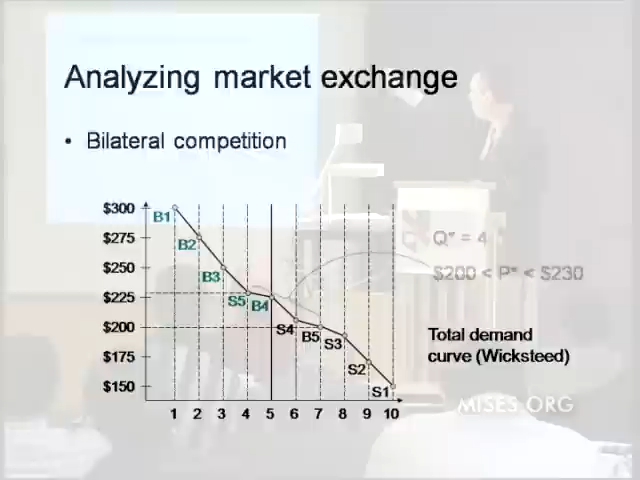 Analyzing market exchange
• Bilateral competition
$300
$275
$250
$225
$200
$175
$150
B1
B2
B3
S5
B4
S4
B5
S3
S2
S1
1 2 3 4 5 6 7 8 9 10
Q* = 4
$200 < P* < $230
Total demand
curve (Wicksteed)
MISES.ORG